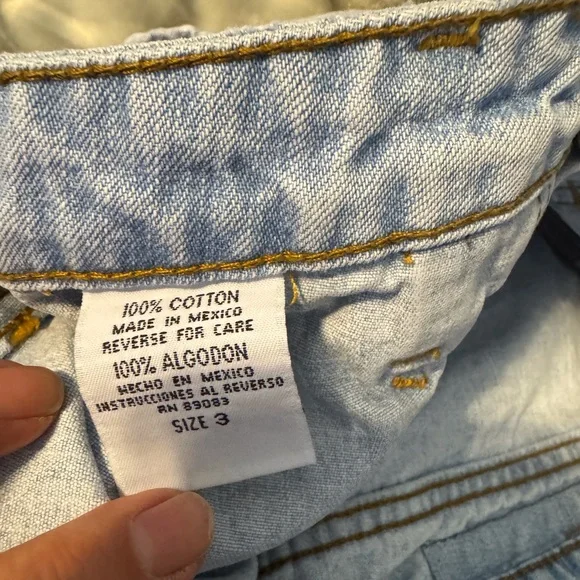 100% COTTON
MADE IN MEXICO
REVERSE FOR CARE
100% ALGODON
HECHO EN MEXICO
INSTRUCCIONES AL REVERSO
RN 89083
SIZE 3